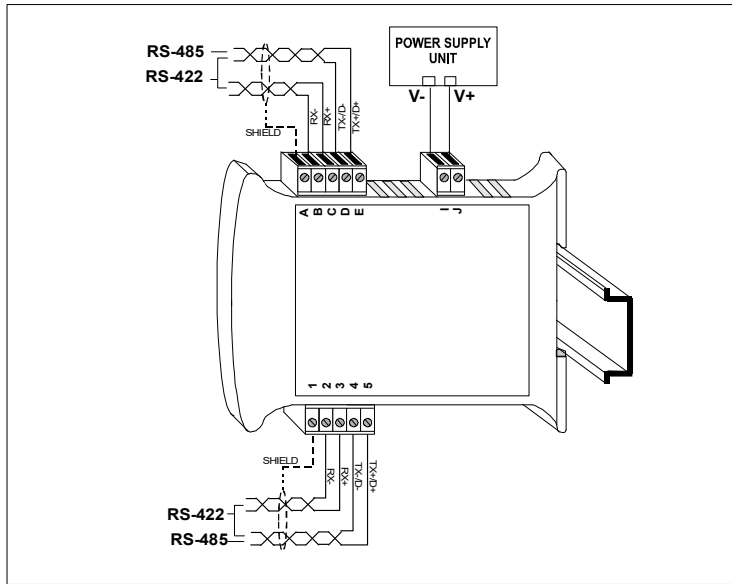 RS-485
RS-422
POWER SUPPLY
UNIT
V- V+
SHIELD
RX-
RX+
TX-/D-
TX+/D+
A
B
C
D
E
I
J
1
2
3
4
5
SHIELD
RX-
RX+
TX-/D-
TX+/D+
RS-422
RS-485